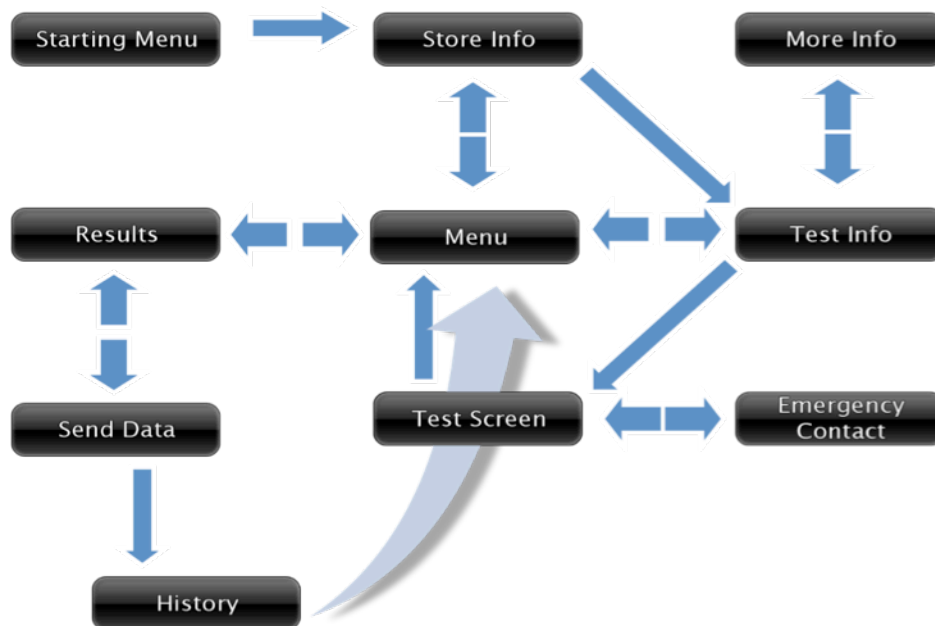 Starting Menu
Store Info
More Info
Results
Menu
Test Info
Send Data
Test Screen
Emergency
Contact
History